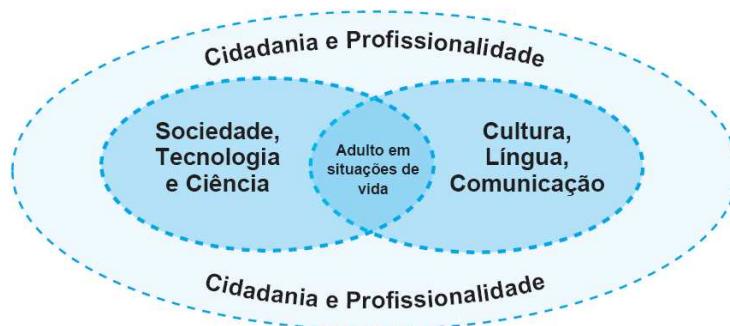 Cidadania e Profissionalidade
Sociedade,
Tecnologia
e Ciência
Adulto em
situações de
vida
Cultura,
Língua,
Comunicação
Cidadania e Profissionalidade